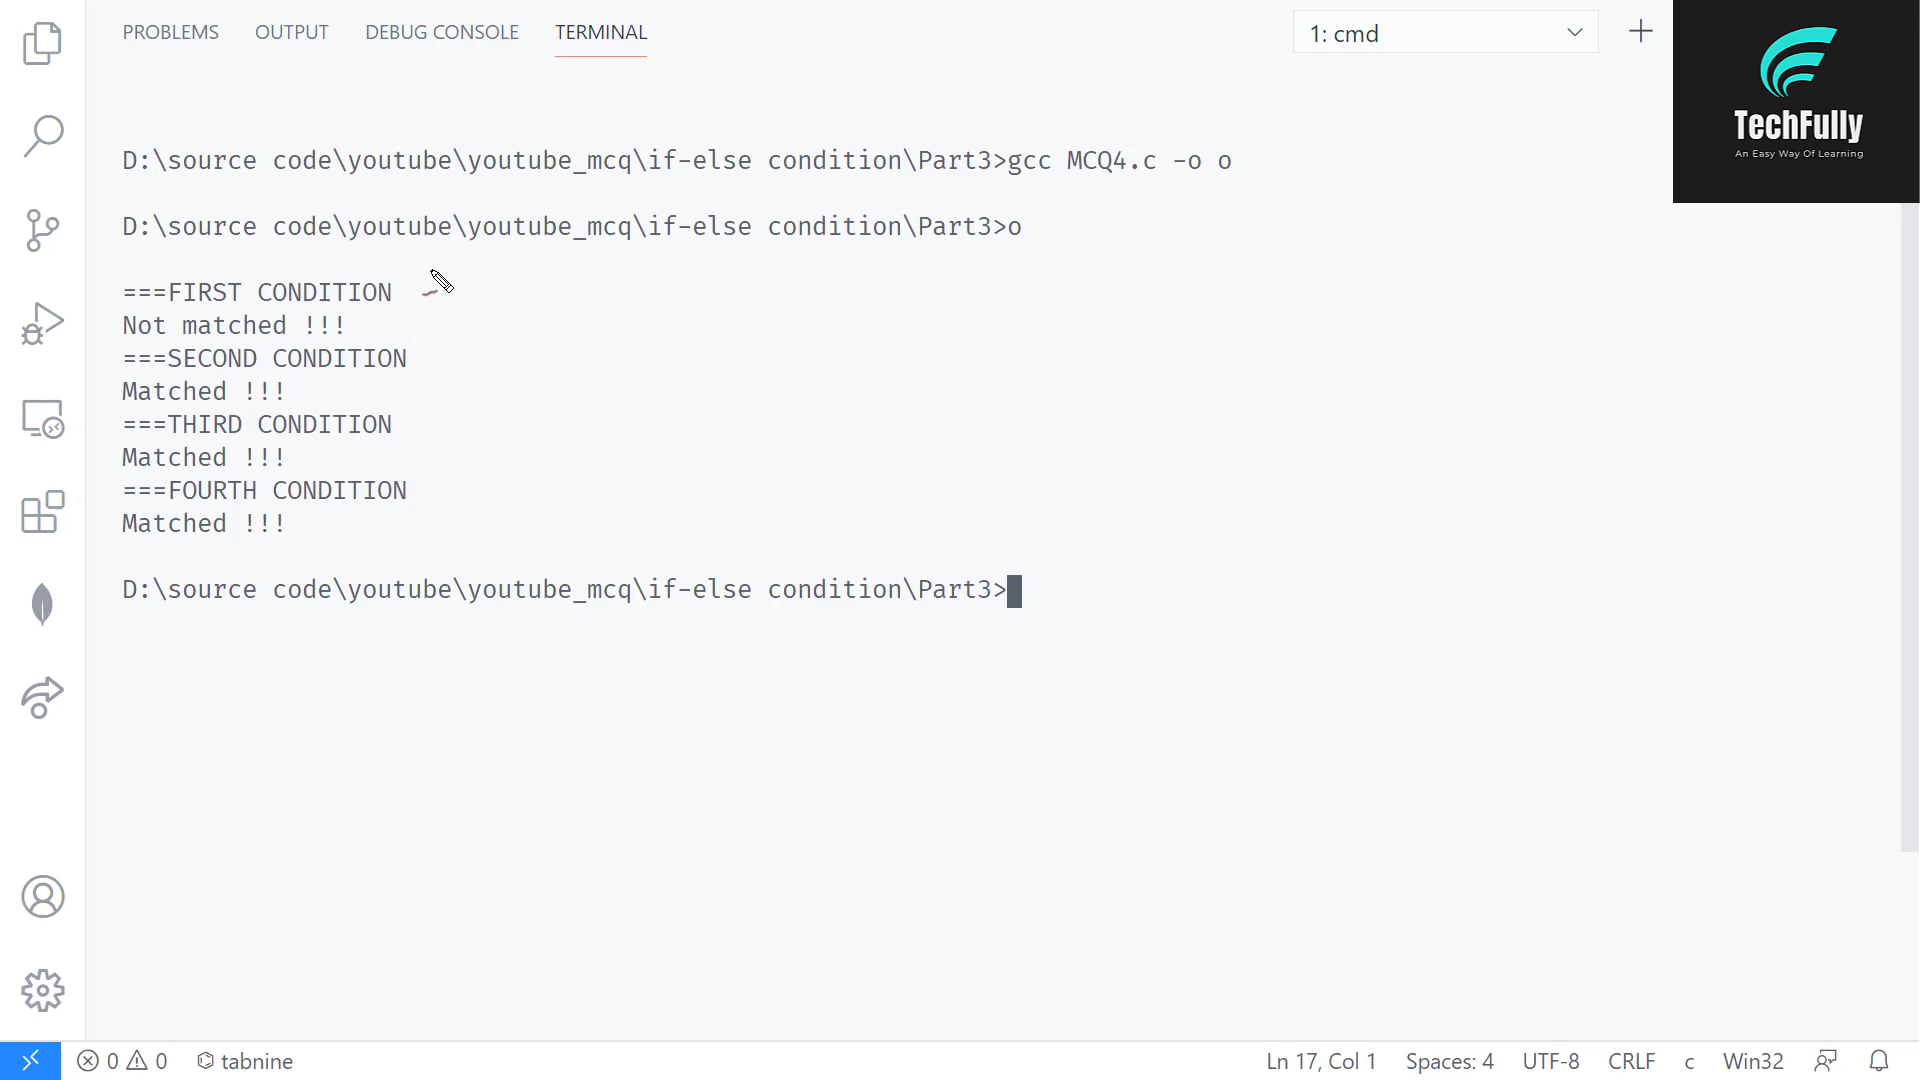 PROBLEMS OUTPUT DEBUG CONSOLE TERMINAL 1: cmd
TechFully
An Easy Way Of Learning
D:\source code\youtube\youtube_mcq\if-else condition\Part3>gcc MCQ4.c -o o
D:\source code\youtube\youtube_mcq\if-else condition\Part3>o
===FIRST CONDITION
Not matched !!!
===SECOND CONDITION
Matched !!!
===THIRD CONDITION
Matched !!!
===FOURTH CONDITION
Matched !!!
D:\source code\youtube\youtube_mcq\if-else condition\Part3>
0 0 tabnine Ln 17, Col 1 Spaces: 4 UTF-8 CRLF c Win32